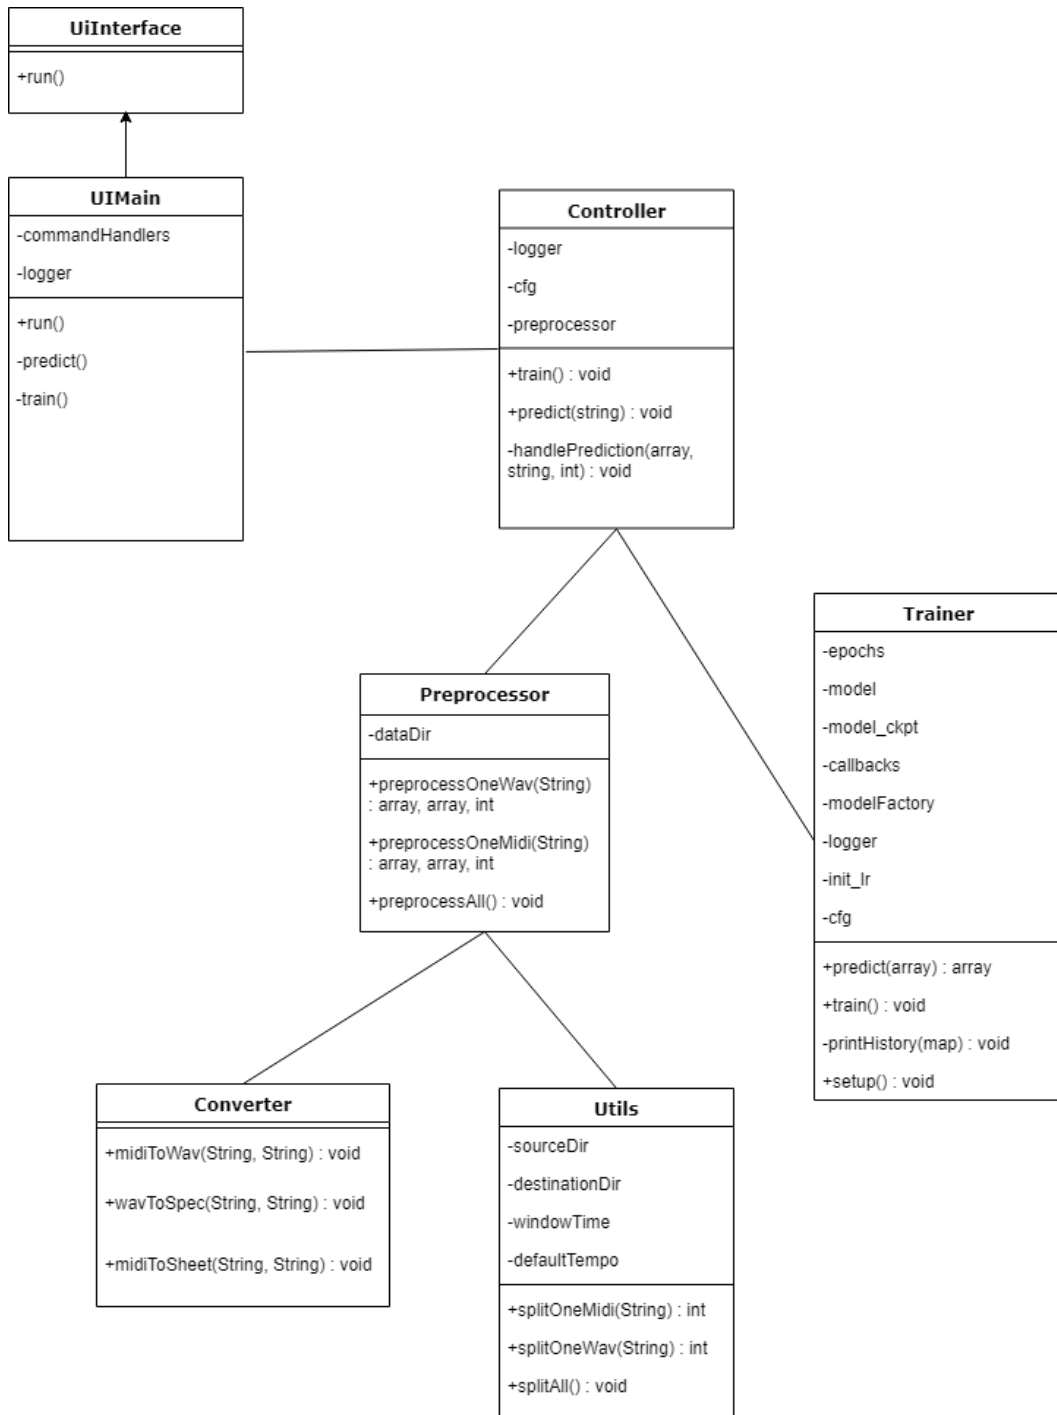 UiInterface
+run()
UIMain
-commandHandlers
-logger
+run()
-predict()
-train()
Controller
-logger
-cfg
-preprocessor
+train() : void
+predict(string) : void
-handlePrediction(array,
string, int) : void
Trainer
-epochs
-model
-model_ckpt
-callbacks
-modelFactory
-logger
-init_lr
-cfg
+predict(array) : array
+train() : void
-printHistory(map) : void
+setup() : void
Preprocessor
-dataDir
+preprocessOneWav(String)
: array, array, int
+preprocessOneMidi(String)
: array, array, int
+preprocessAll() : void
Converter
+midiToWav(String, String) : void
+wavToSpec(String, String) : void
+midiToSheet(String, String) : void
Utils
-sourceDir
-destinationDir
-windowTime
-defaultTempo
+splitOneMidi(String) : int
+splitOneWav(String) : int
+splitAll() : void